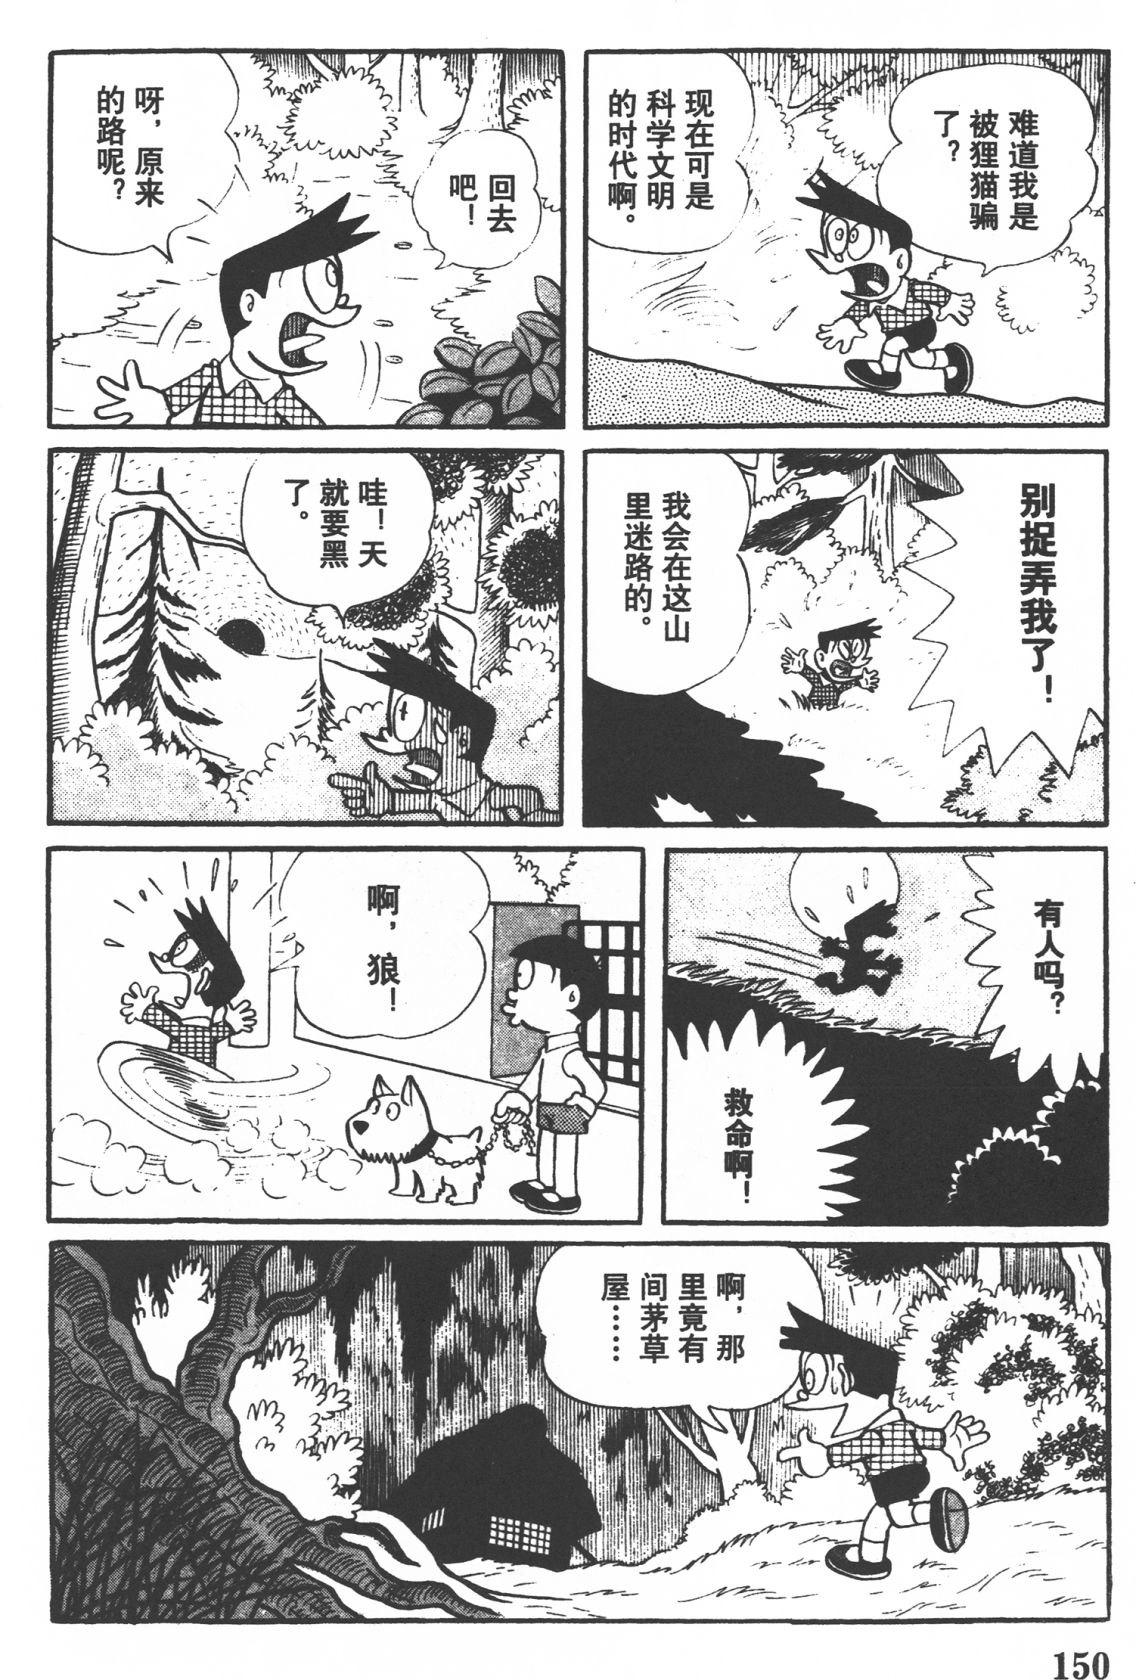 难道我是
被狸猫骗
了？
现在可是
科学文明
的时代啊。
回去
吧！
呀，原来
的路呢？
别捉弄我了！
我会在这山
里迷路的。
哇！天
就要黑
了。
有人吗？
救命啊！
啊，狼！
啊，那
里竟有
间茅草
屋……
150